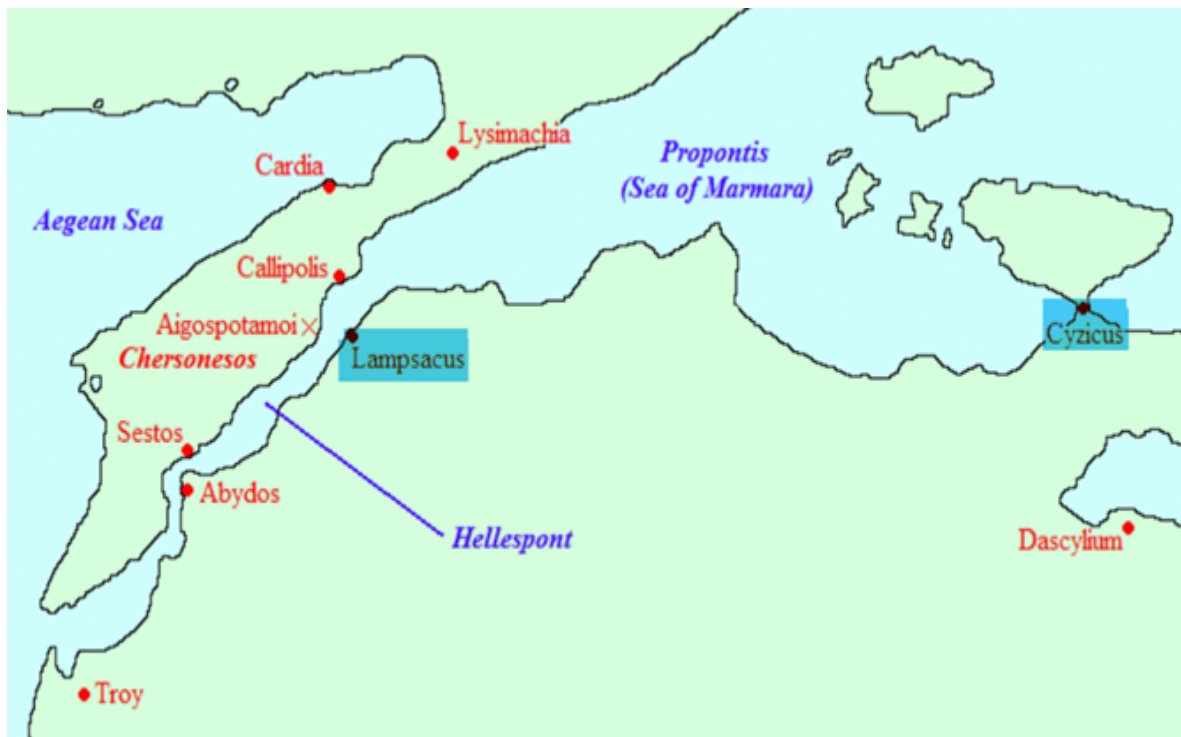 Lysimachia
Cardia
Propontis
(Sea of Marmara)
Aegean Sea
Callipolis
Aigospotamoi
Chersonesos
Lampsacus
Cyzicus
Sestos
Abydos
Hellespont
Dascylium
Troy